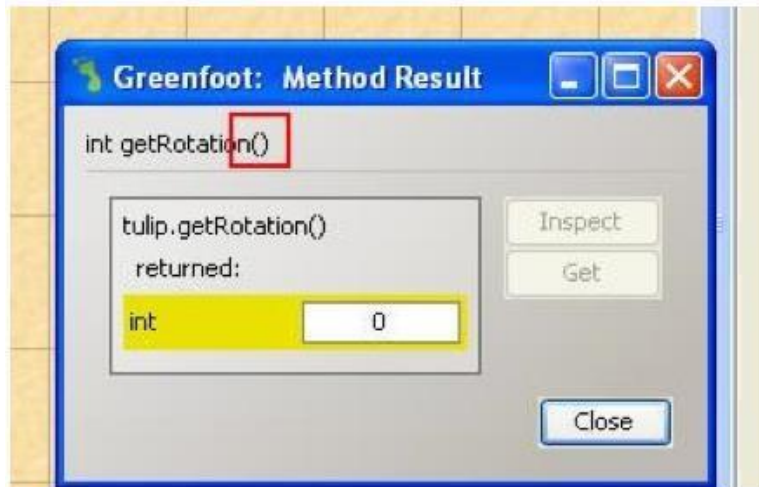 Greenfoot: Method Result
int getRotation()
tulip.getRotation()
returned:
int 0
Inspect
Get
Close